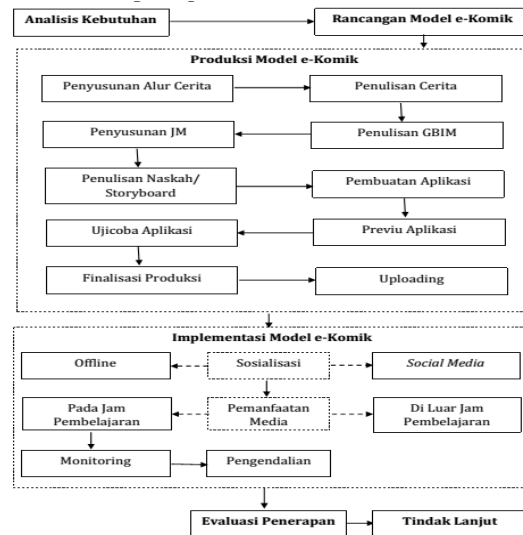 Analisis Kebutuhan
Rancangan Model e-Komik
Produksi Model e-Komik
Penyusunan Alur Cerita
Penulisan Cerita
Penyusunan JM
Penulisan GBIM
Penulisan Naskah/
Storyboard
Pembuatan Aplikasi
Ujicoba Aplikasi
Previu Aplikasi
Finalisasi Produksi
Uploading
Implementasi Model e-Komik
Offline
Sosialisasi
Social Media
Pada Jam
Pembelajaran
Pemanfaatan
Media
Di Luar Jam
Pembelajaran
Monitoring
Pengendalian
Evaluasi Penerapan
Tindak Lanjut